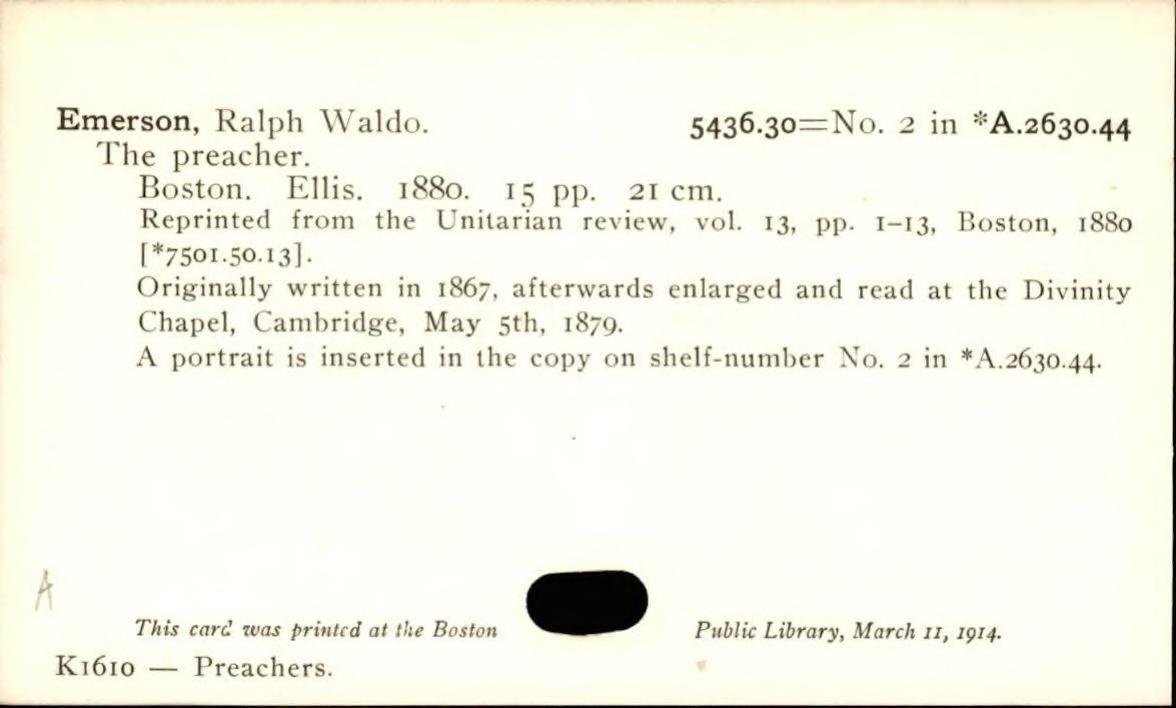 Emerson, Ralph Waldo. 5436.30=No. 2 in *A.2630.44
The preacher.
Boston. Ellis. 1880. 15 pp. 21 cm.
Reprinted from the Unitarian review, vol. 13, pp. 1–13, Boston, 1880
[*7501.50.13].
Originally written in 1867, afterwards enlarged and read at the Divinity
Chapel, Cambridge, May 5th, 1879.
A portrait is inserted in the copy on shelf-number No. 2 in *A.2630.44.
A
This card was printed at the Boston Public Library, March 11, 1914.
K1610 — Preachers.